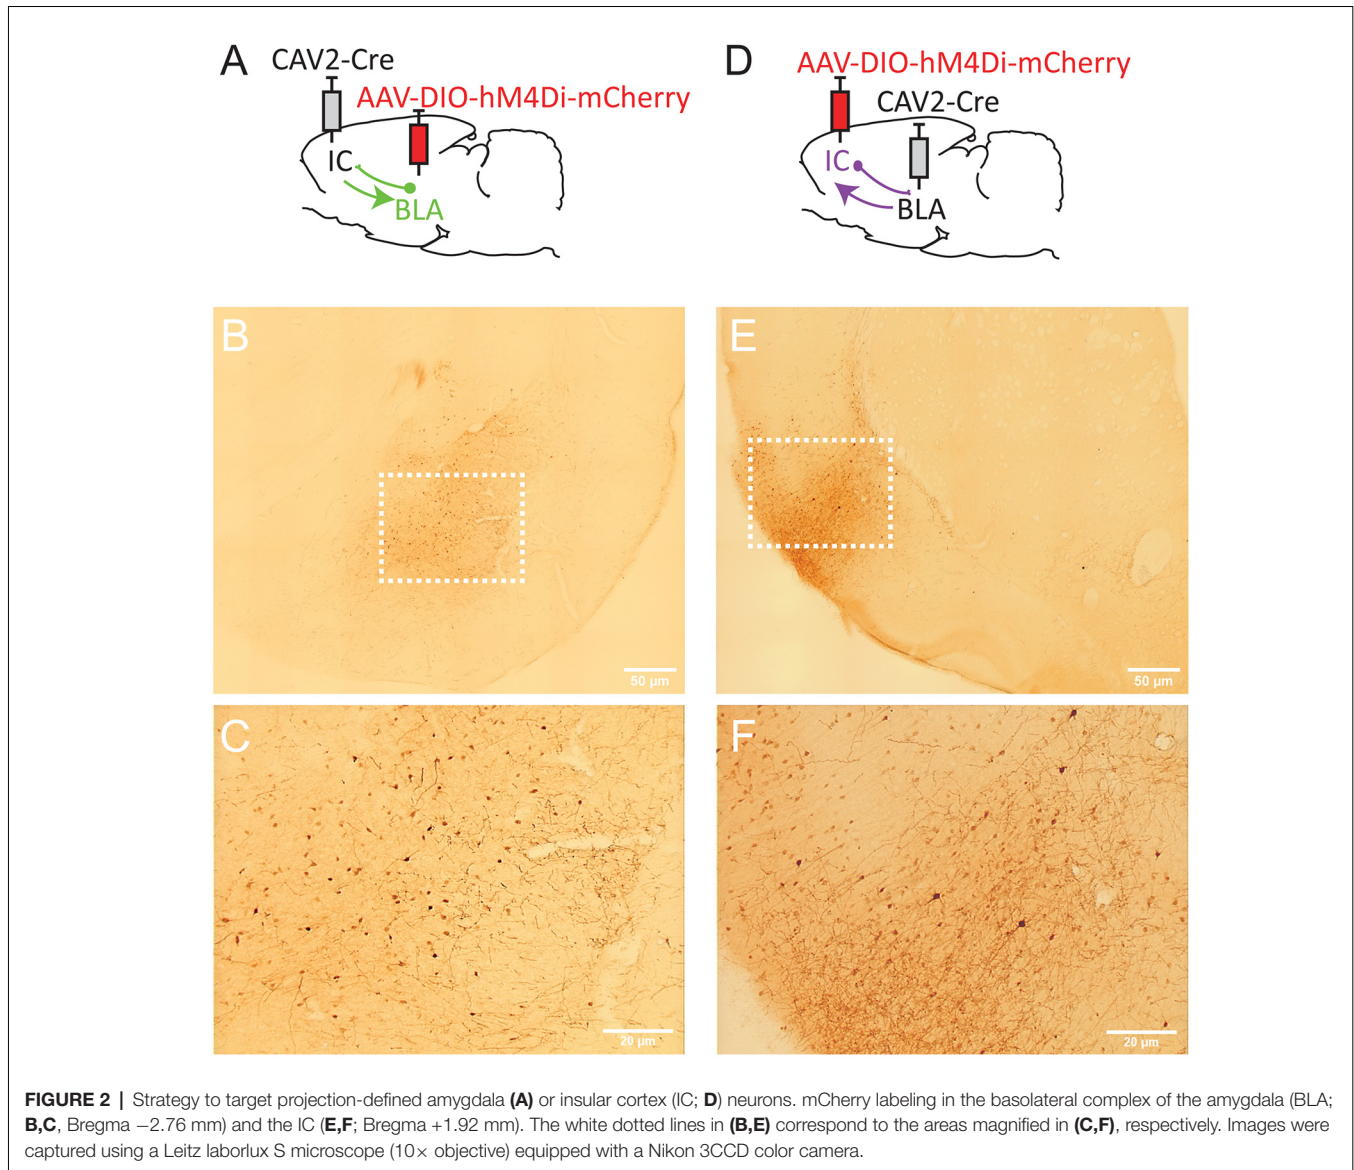 A
CAV2-Cre
AAV-DIO-hM4Di-mCherry
IC
BLA
D
AAV-DIO-hM4Di-mCherry
CAV2-Cre
IC
BLA
B
50 μm
E
50 μm
C
20 μm
F
20 μm
FIGURE 2 | Strategy to target projection-defined amygdala (A) or insular cortex (IC; D) neurons. mCherry labeling in the basolateral complex of the amygdala (BLA;
B,C, Bregma −2.76 mm) and the IC (E,F; Bregma +1.92 mm). The white dotted lines in (B,E) correspond to the areas magnified in (C,F), respectively. Images were
captured using a Leitz laborlux S microscope (10× objective) equipped with a Nikon 3CCD color camera.